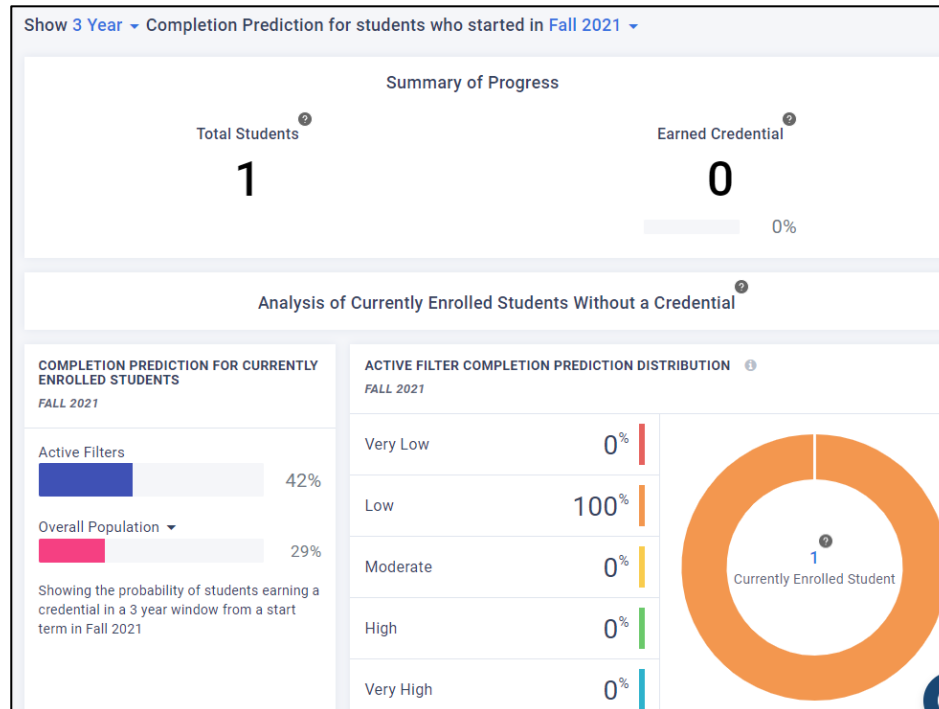 Show 3 Year Completion Prediction for students who started in Fall 2021
Summary of Progress
Total Students ?
1
Earned Credential ?
0
0%
Analysis of Currently Enrolled Students Without a Credential ?
COMPLETION PREDICTION FOR CURRENTLY
ENROLLED STUDENTS
FALL 2021
Active Filters
42%
Overall Population
29%
Showing the probability of students earning a
credential in a 3 year window from a start
term in Fall 2021
ACTIVE FILTER COMPLETION PREDICTION DISTRIBUTION i
FALL 2021
Very Low 0%
Low 100%
Moderate 0%
High 0%
Very High 0%
?
1
Currently Enrolled Student